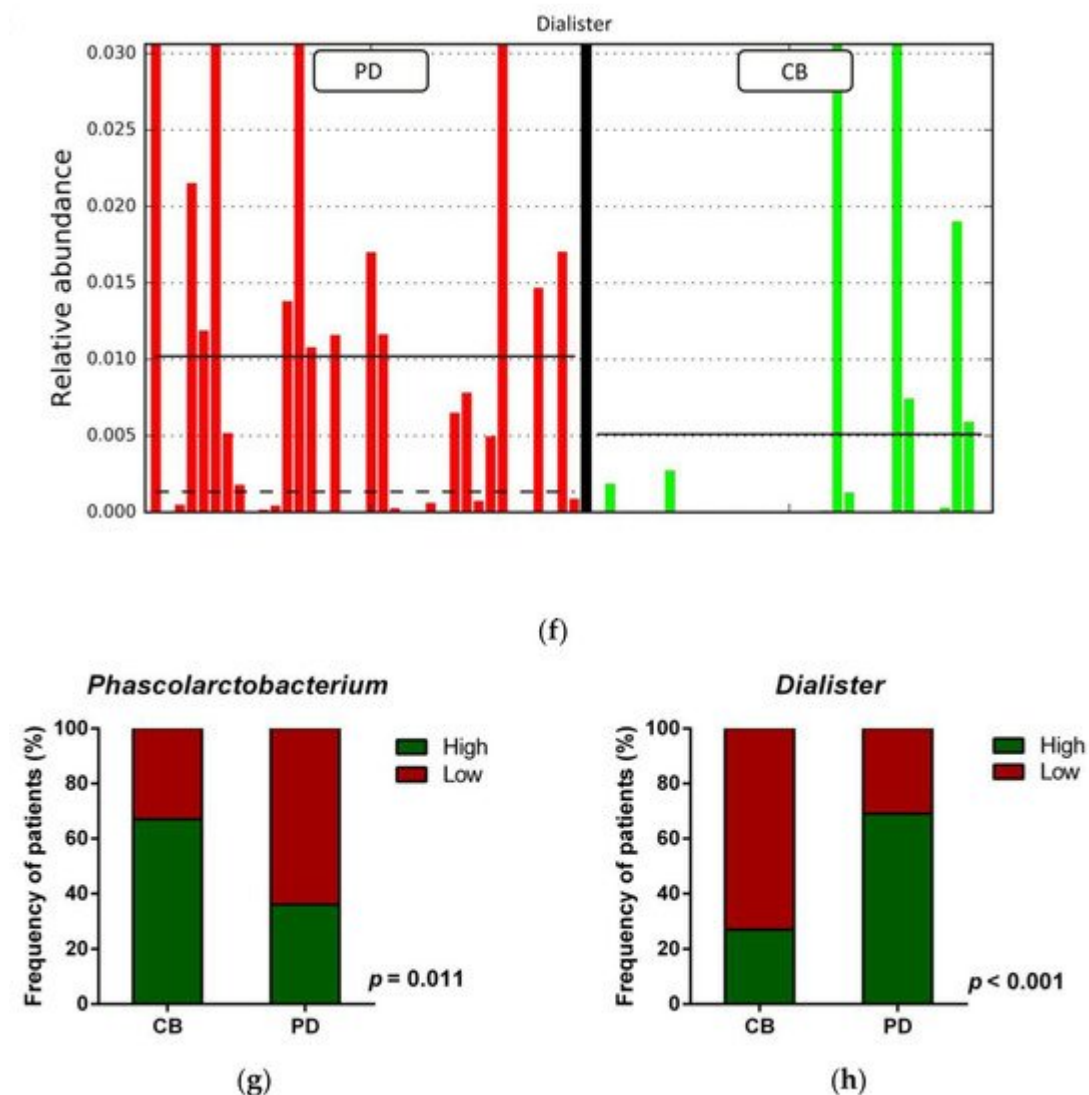 Dialister
PD
CB
Relative abundance
0.030
0.025
0.020
0.015
0.010
0.005
0.000
(f)
Phascolarctobacterium
Frequency of patients (%)
100
80
60
40
20
0
CB
PD
High
Low
p = 0.011
(g)
Dialister
Frequency of patients (%)
100
80
60
40
20
0
CB
PD
High
Low
p < 0.001
(h)